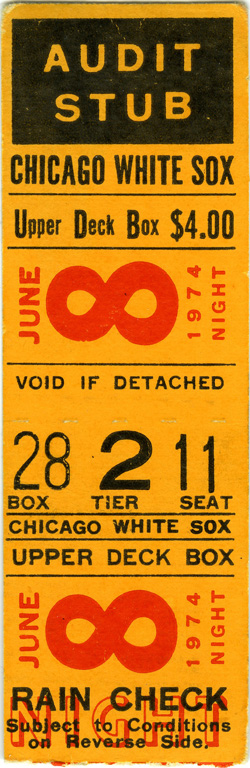 AUDIT
STUB
CHICAGO WHITE SOX
Upper Deck Box $4.00
JUNE 8 1974 NIGHT
VOID IF DETACHED
28 2 11
BOX TIER SEAT
CHICAGO WHITE SOX
UPPER DECK BOX
JUNE 8 1974 NIGHT
NIGHT
RAIN CHECK
Subject to Conditions
on Reverse Side.